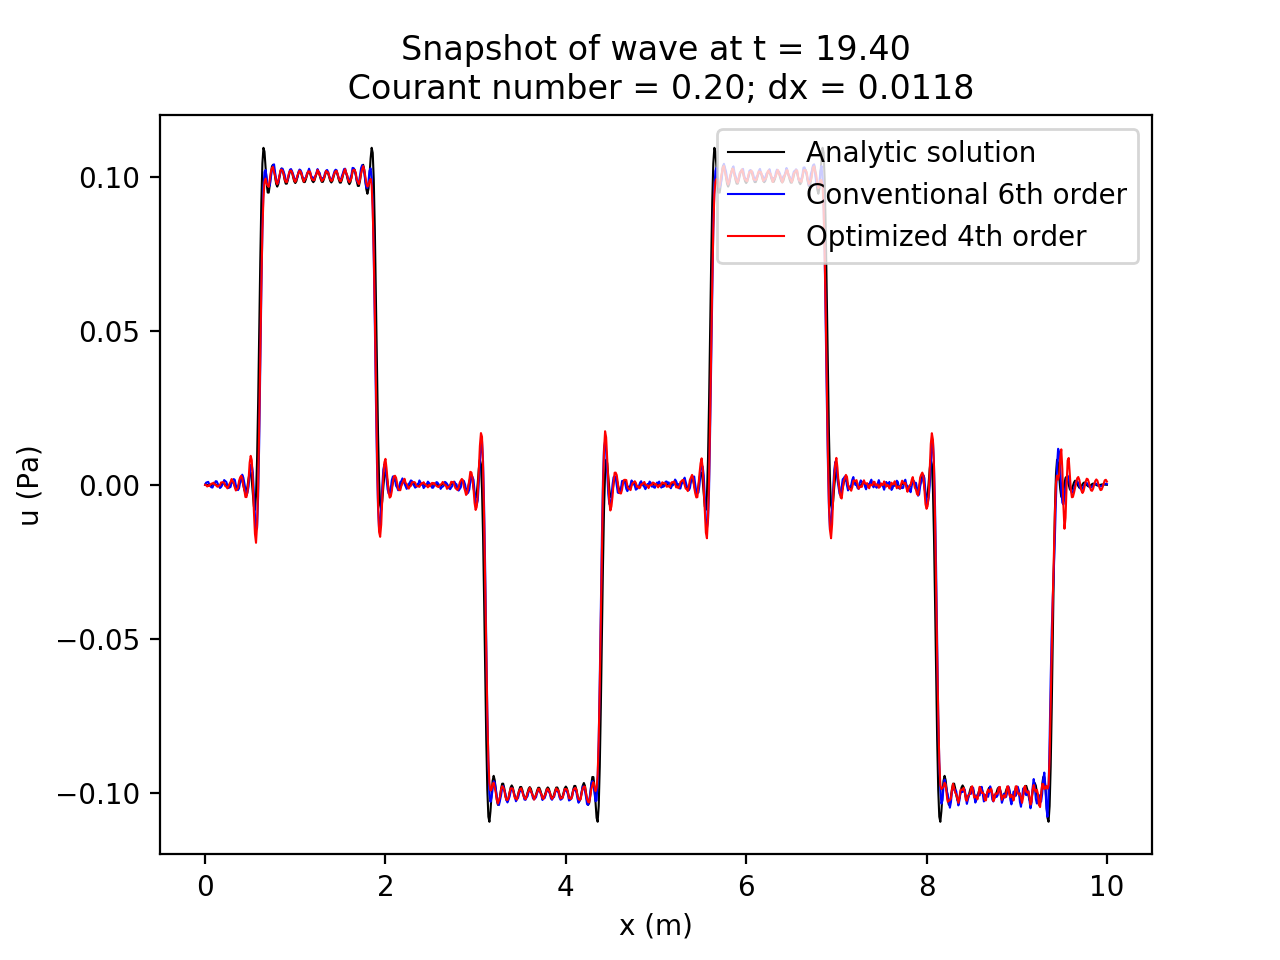 Snapshot of wave at t = 19.40
Courant number = 0.20; dx = 0.0118
Analytic solution
Conventional 6th order
Optimized 4th order
u (Pa)
0.10
0.05
0.00
−0.05
−0.10
0 2 4 6 8 10
x (m)